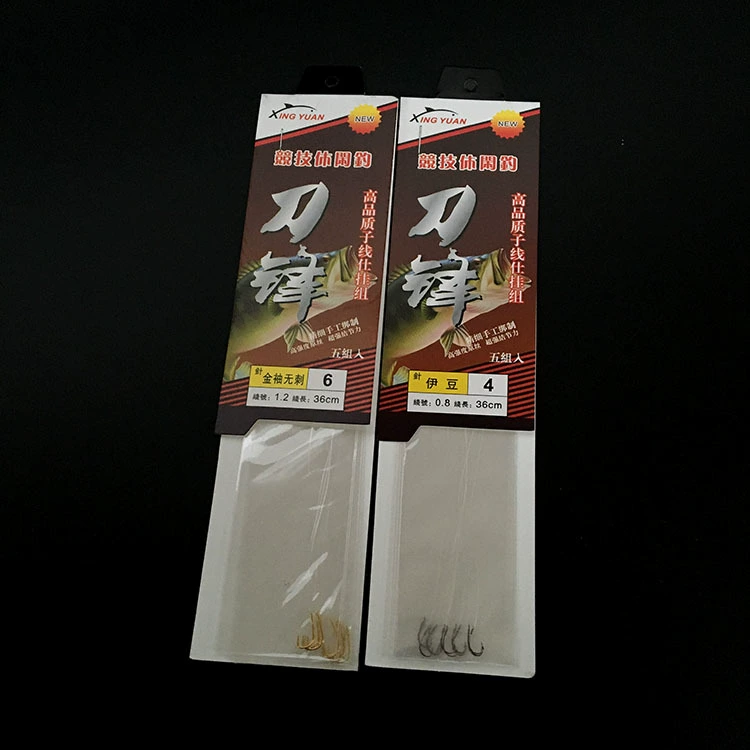 XING YUAN
NEW
競技休閑釣
刀锋
高品质子线仕挂组
精细手工绑制
高强度原丝 超强结节力
五組入
針
金袖无刺
6
綫號:1.2 綫長:36cm
XING YUAN
NEW
競技休閑釣
刀锋
高品质子线仕挂组
精细手工绑制
高强度原丝 超强结节力
五組入
針
伊豆
4
綫號:0.8 綫長:36cm